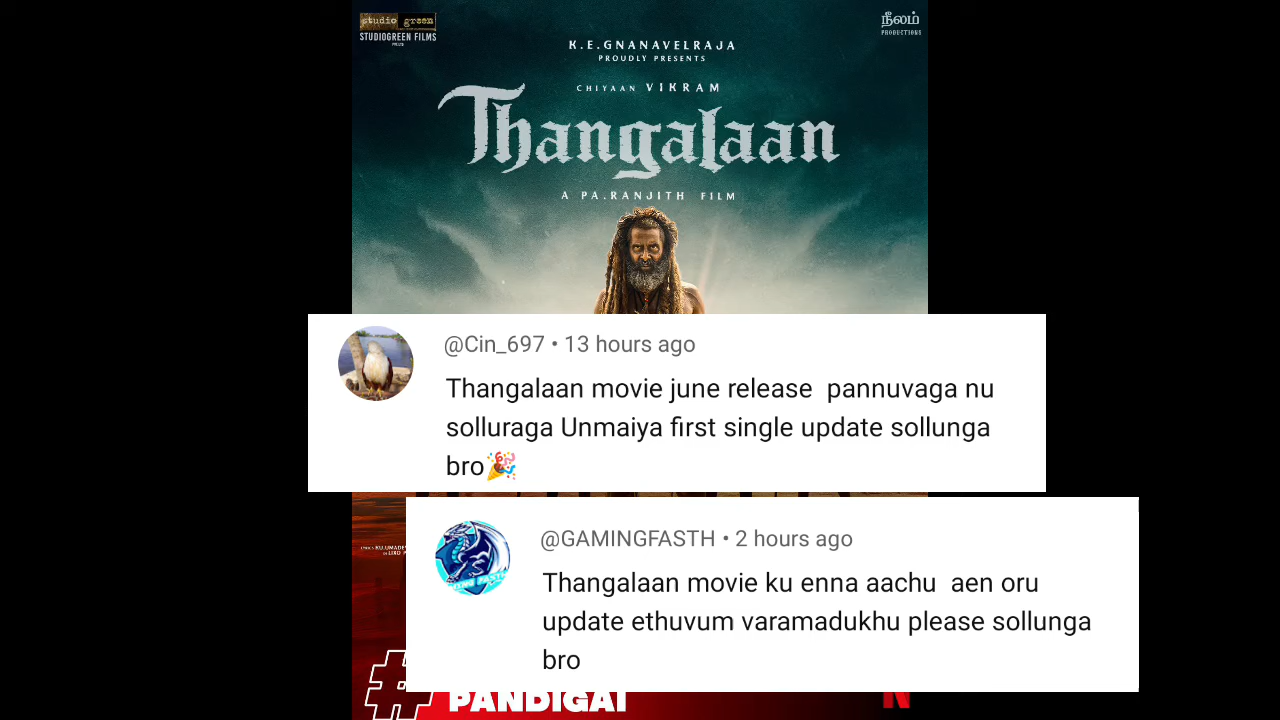 studio green
STUDIOGREEN FILMS
நீலம்
PRODUCTIONS
K.E.GNANAVELRAJA
PROUDLY PRESENTS
CHIYAAN VIKRAM
Thangalaan
A PA.RANJITH FILM
@Cin_697 • 13 hours ago
Thangalaan movie june release pannuvaga nu
solluraga Unmaiya first single update sollunga
bro🎉
@GAMINGFASTH • 2 hours ago
Thangalaan movie ku enna aachu aen oru
update ethuvum varamadukhu please sollunga
bro
#
PANDIGAI
N